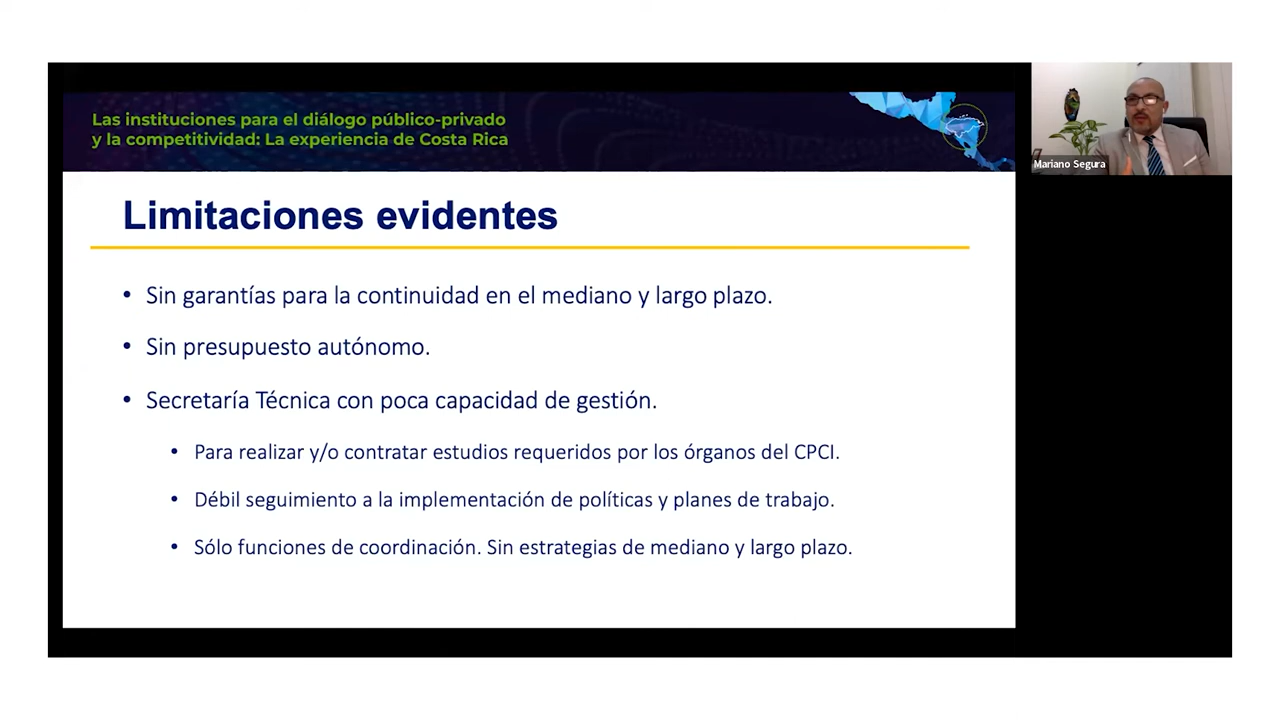 Las instituciones para el diálogo público-privado
y la competitividad: La experiencia de Costa Rica
Mariano Segura
Limitaciones evidentes
• Sin garantías para la continuidad en el mediano y largo plazo.
• Sin presupuesto autónomo.
• Secretaría Técnica con poca capacidad de gestión.
• Para realizar y/o contratar estudios requeridos por los órganos del CPCI.
• Débil seguimiento a la implementación de políticas y planes de trabajo.
• Sólo funciones de coordinación. Sin estrategias de mediano y largo plazo.